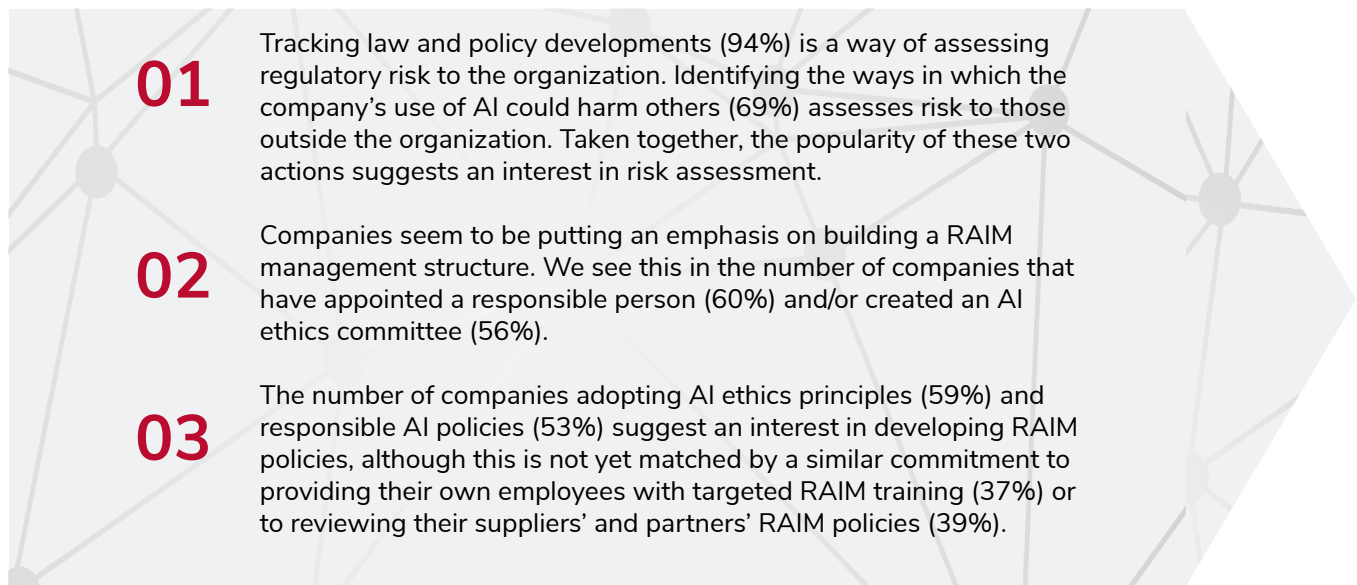 01
Tracking law and policy developments (94%) is a way of assessing
regulatory risk to the organization. Identifying the ways in which the
company’s use of AI could harm others (69%) assesses risk to those
outside the organization. Taken together, the popularity of these two
actions suggests an interest in risk assessment.
02
Companies seem to be putting an emphasis on building a RAIM
management structure. We see this in the number of companies that
have appointed a responsible person (60%) and/or created an AI
ethics committee (56%).
03
The number of companies adopting AI ethics principles (59%) and
responsible AI policies (53%) suggest an interest in developing RAIM
policies, although this is not yet matched by a similar commitment to
providing their own employees with targeted RAIM training (37%) or
to reviewing their suppliers’ and partners’ RAIM policies (39%).